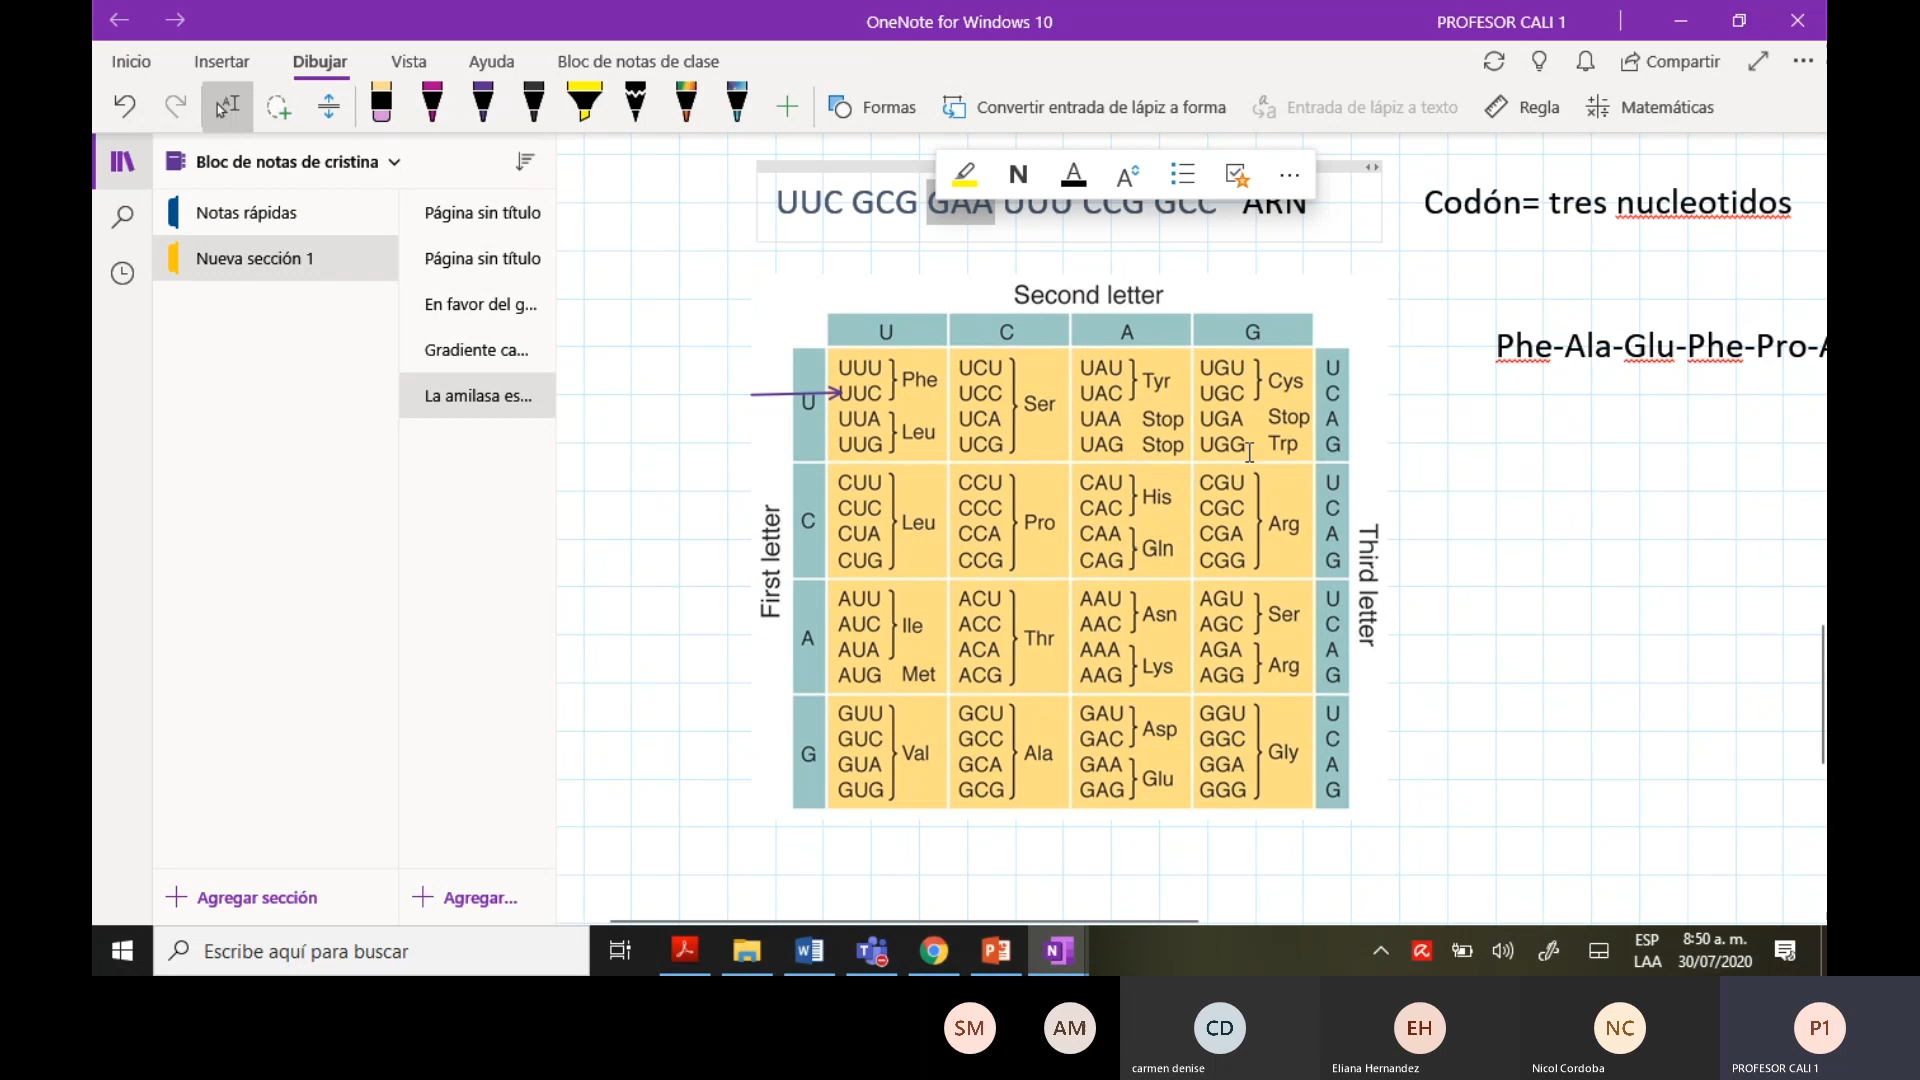 OneNote for Windows 10
PROFESOR CALI 1
Inicio
Insertar
Dibujar
Vista
Ayuda
Bloc de notas de clase
Compartir
Formas
Convertir entrada de lápiz a forma
Entrada de lápiz a texto
Regla
Matemáticas
Bloc de notas de cristina
Notas rápidas
Nueva sección 1
Página sin título
Página sin título
En favor del g...
Gradiente ca...
La amilasa es...
Agregar sección
Agregar...
N A A
UUC GCG GAA UUU CCG GCC ARN
Codón= tres nucleotidos
Phe-Ala-Glu-Phe-Pro-A
Second letter
U C A G
First letter
Third letter
U
UUU UCU UAU UGU U
Phe Tyr Cys
UUC UCC UAC UGC C
Ser
UUA UCA UAA Stop UGA Stop A
Leu
UUG UCG UAG Stop UGG Trp G
C
CUU CCU CAU CGU U
His
CUC CCC CAC CGC C
Leu Pro Arg
CUA CCA CAA CGA A
Gln
CUG CCG CAG CGG G
A
AUU ACU AAU AGU U
Asn Ser
AUC Ile ACC AAC AGC C
Thr
AUA ACA AAA AGA A
Lys Arg
AUG Met ACG AAG AGG G
G
GUU GCU GAU GGU U
Asp
GUC GCC GAC GGC C
Val Ala Gly
GUA GCA GAA GGA A
Glu
GUG GCG GAG GGG G
Escribe aquí para buscar
ESP
LAA
8:50 a. m.
30/07/2020
SM
AM
CD
carmen denise
EH
Eliana Hernandez
NC
Nicol Cordoba
P1
PROFESOR CALI 1